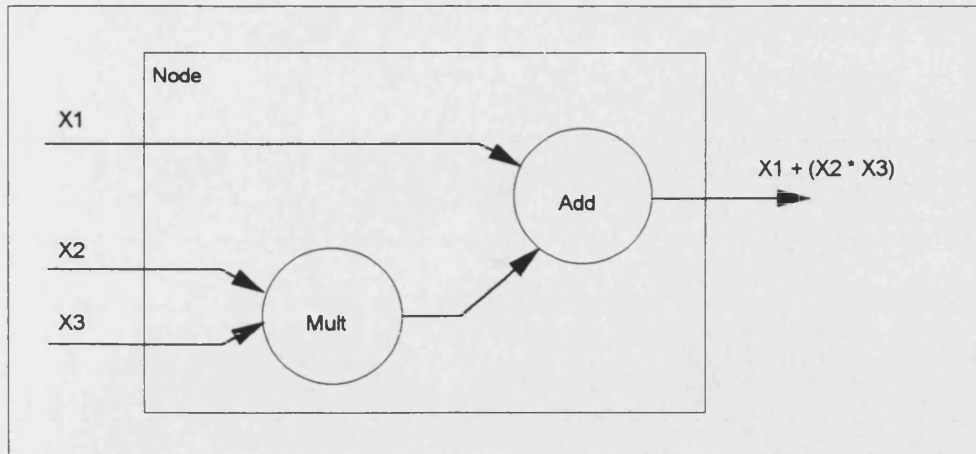 Node
X1
X1 + (X2 * X3)
Add
X2
X3
Mult